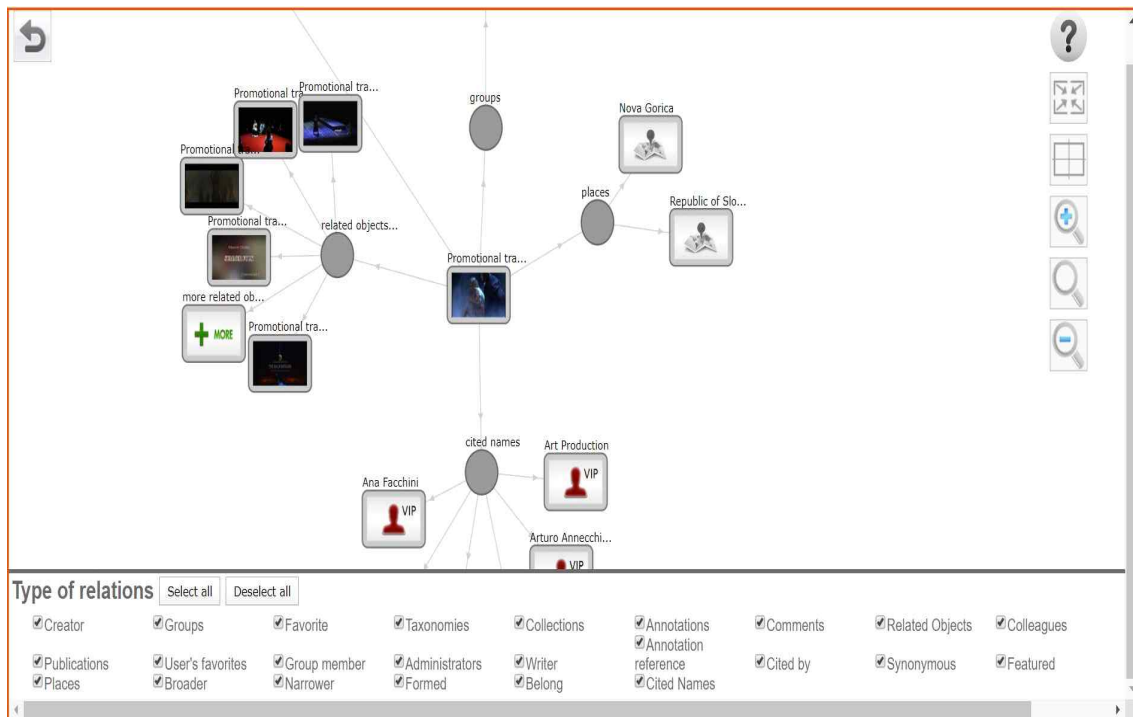 ?
Promotional tra
Promotional tra...
groups
Nova Gorica
Promotional tra...
places
Republic of Slo...
Promotional tra...
related objects...
Promotional tra...
more related ob...
MORE
Promotional tra...
cited names
Art Production
VIP
Ana Facchini
VIP
Arturo Annecchi...
VIP
Type of relations Select all Deselect all
Creator Groups Favorite Taxonomies Collections Annotations Comments Related Objects Colleagues
Publications User's favorites Group member Administrators Writer Annotation reference Cited by Synonymous Featured
Places Broader Narrower Formed Belong Cited Names